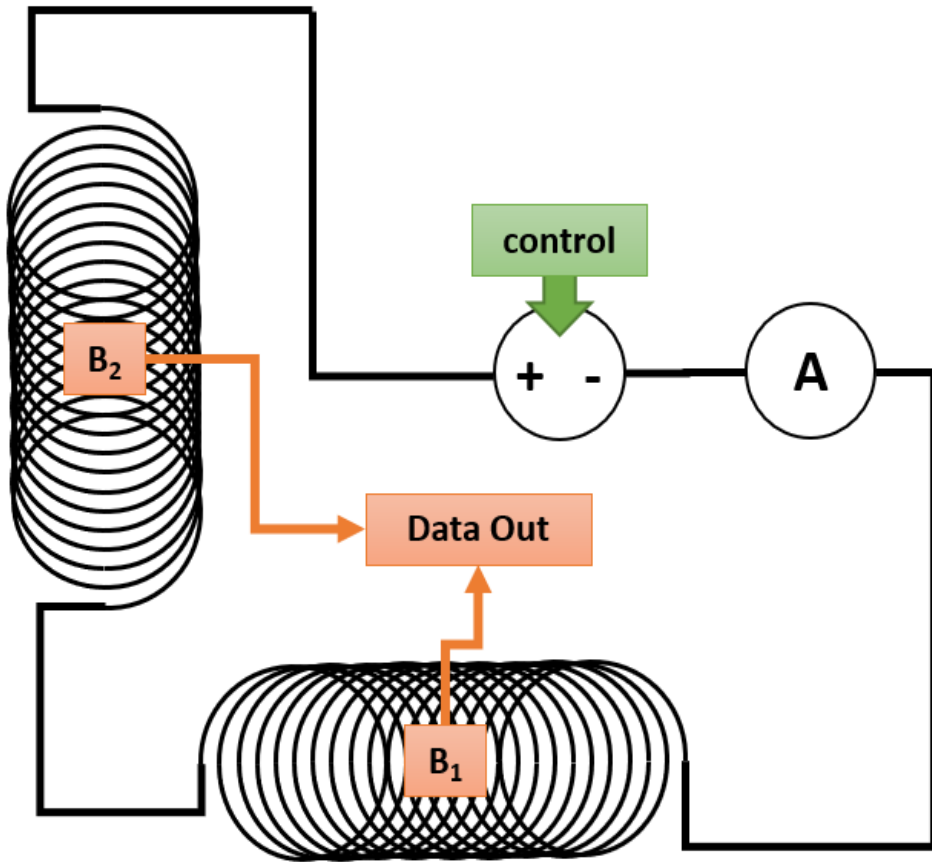 control
+ -
A
B₂
Data Out
B₁